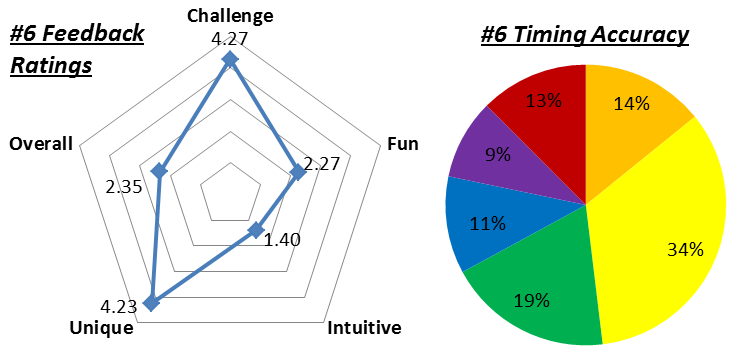 #6 Feedback
Ratings
Challenge
4.27
Overall
Fun
2.35
2.27
1.40
4.23
Unique
Intuitive
#6 Timing Accuracy
13%
14%
9%
11%
34%
19%